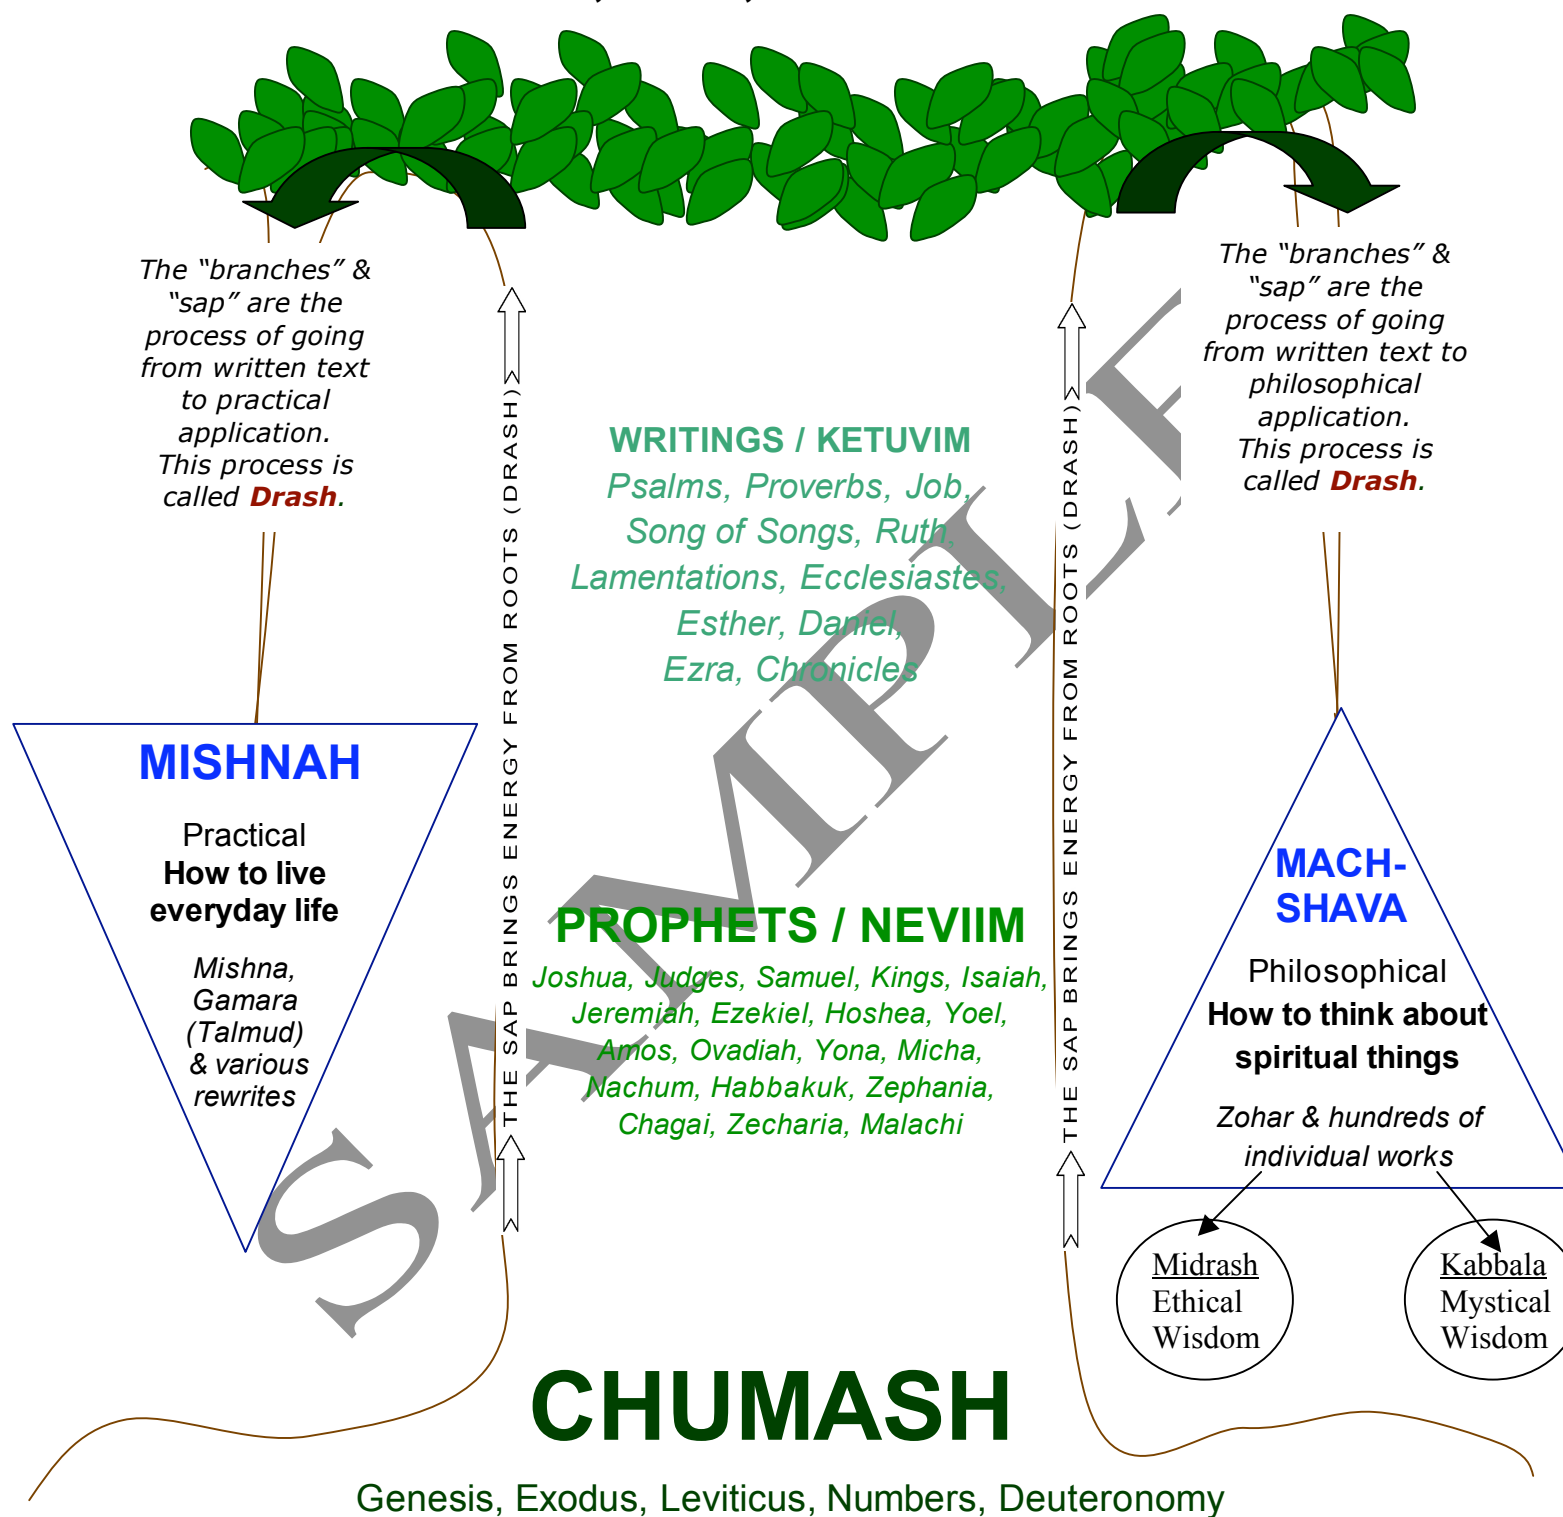 The “branches” &
“sap” are the
process of going
from written text
to practical
application.
This process is
called Drash.
The “branches” &
“sap” are the
process of going
from written text to
philosophical
application.
This process is
called Drash.
THE SAP BRINGS ENERGY FROM ROOTS (DRASH)
THE SAP BRINGS ENERGY FROM ROOTS (DRASH)
SAMPLE
WRITINGS / KETUVIM
Psalms, Proverbs, Job,
Song of Songs, Ruth,
Lamentations, Ecclesiastes,
Esther, Daniel,
Ezra, Chronicles
MISHNAH
Practical
How to live
everyday life
Mishna,
Gamara
(Talmud)
& various
rewrites
PROPHETS / NEVIIM
Joshua, Judges, Samuel, Kings, Isaiah,
Jeremiah, Ezekiel, Hoshea, Yoel,
Amos, Ovadiah, Yona, Micha,
Nachum, Habbakuk, Zephania,
Chagai, Zecharia, Malachi
MACH-
SHAVA
Philosophical
How to think about
spiritual things
Zohar & hundreds of
individual works
Midrash
Ethical
Wisdom
Kabbala
Mystical
Wisdom
CHUMASH
Genesis, Exodus, Leviticus, Numbers, Deuteronomy